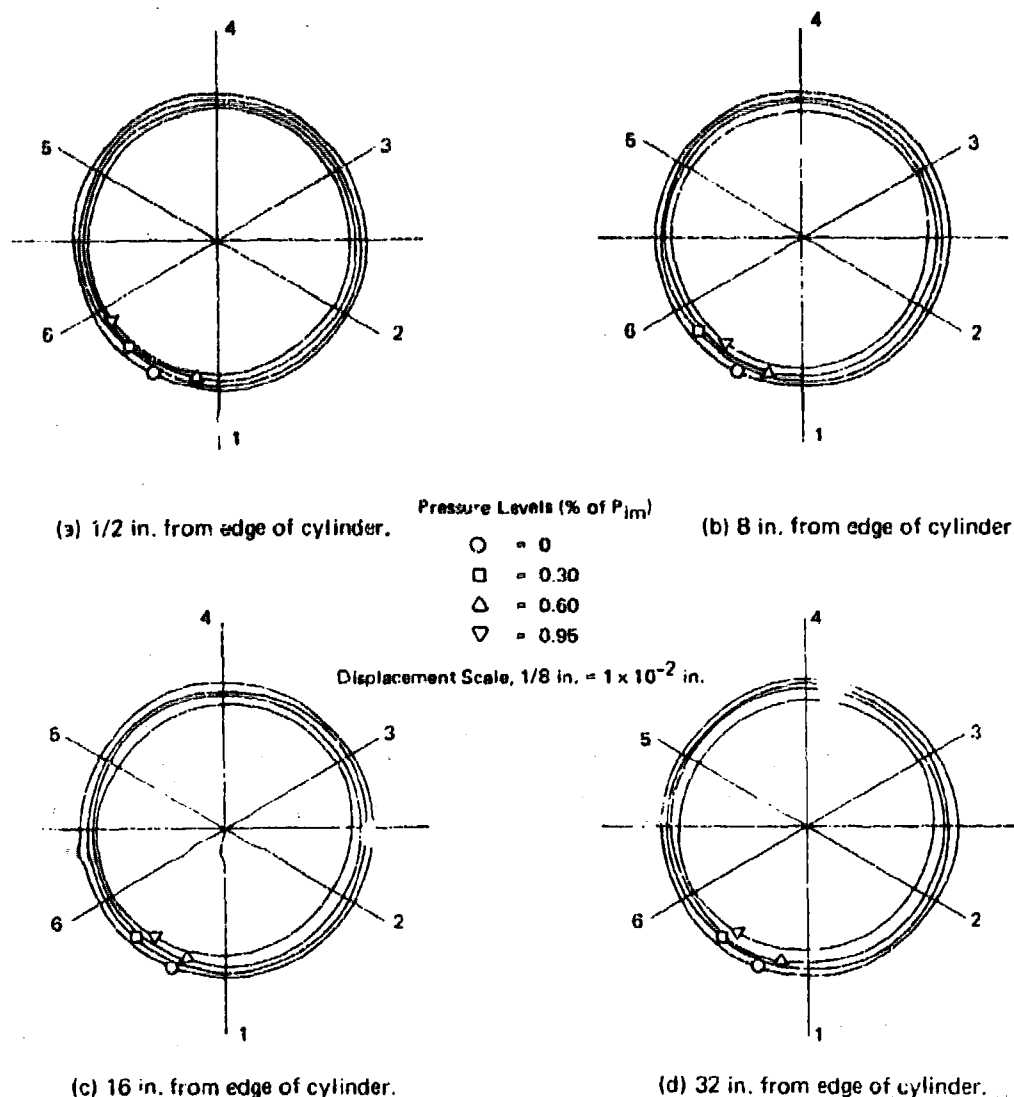 4
5
3
6
2
1
4
5
3
6
2
1
(a) 1/2 in. from edge of cylinder.
(b) 8 in. from edge of cylinder
Pressure Levels (% of Pim)
○ = 0
□ = 0.30
△ = 0.60
▽ = 0.95
Displacement Scale, 1/8 in. = 1 x 10⁻² in.
4
5
3
6
2
1
4
5
3
6
2
1
(c) 16 in. from edge of cylinder.
(d) 32 in. from edge of cylinder.